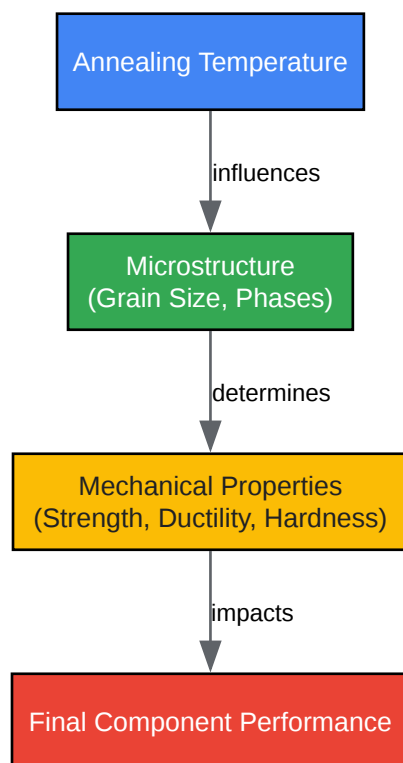 Annealing Temperature
influences
Microstructure
(Grain Size, Phases)
determines
Mechanical Properties
(Strength, Ductility, Hardness)
impacts
Final Component Performance